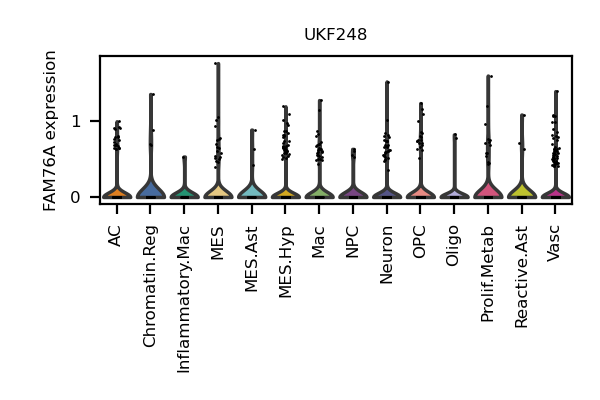 UKF248
FAM76A expression
1
0
AC
Chromatin.Reg
Inflammatory.Mac
MES
MES.Ast
MES.Hyp
Mac
NPC
Neuron
OPC
Oligo
Prolif.Metab
Reactive.Ast
Vasc